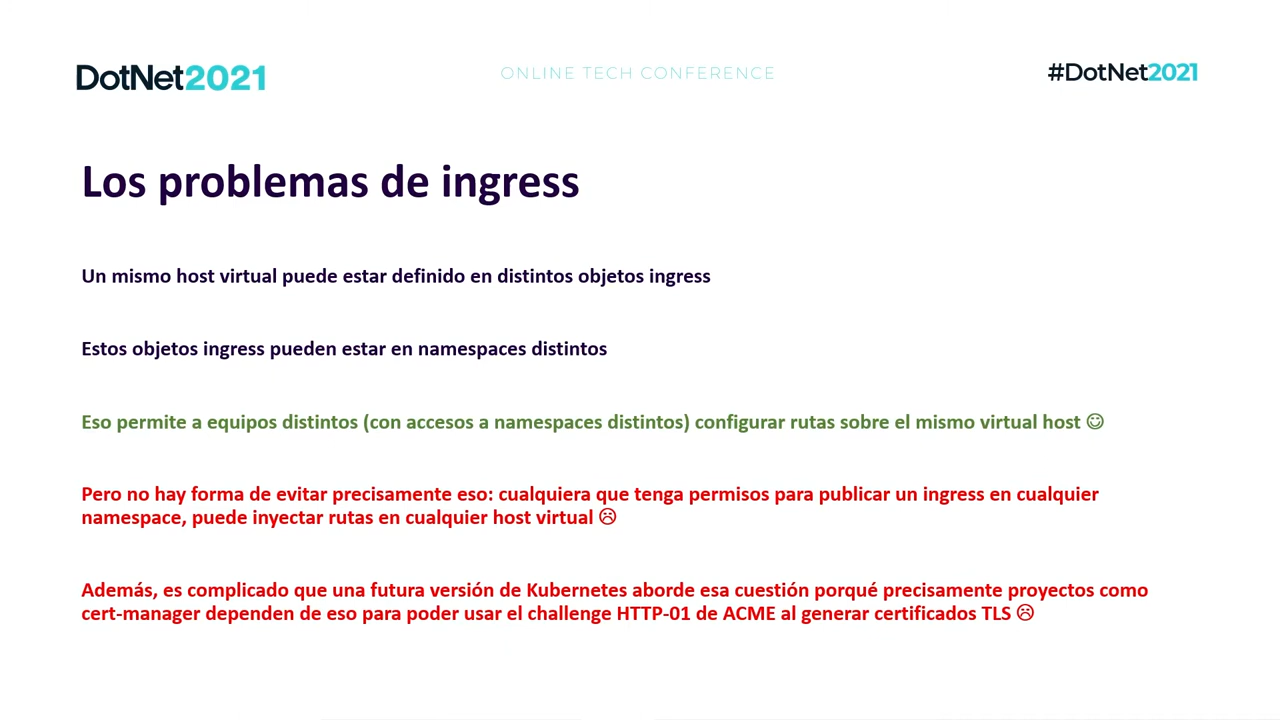 DotNet2021
ONLINE TECH CONFERENCE
#DotNet2021
Los problemas de ingress
Un mismo host virtual puede estar definido en distintos objetos ingress
Estos objetos ingress pueden estar en namespaces distintos
Eso permite a equipos distintos (con accesos a namespaces distintos) configurar rutas sobre el mismo virtual host ☺
Pero no hay forma de evitar precisamente eso: cualquiera que tenga permisos para publicar un ingress en cualquier
namespace, puede inyectar rutas en cualquier host virtual ☹
Además, es complicado que una futura versión de Kubernetes aborde esa cuestión porqué precisamente proyectos como
cert-manager dependen de eso para poder usar el challenge HTTP-01 de ACME al generar certificados TLS ☹